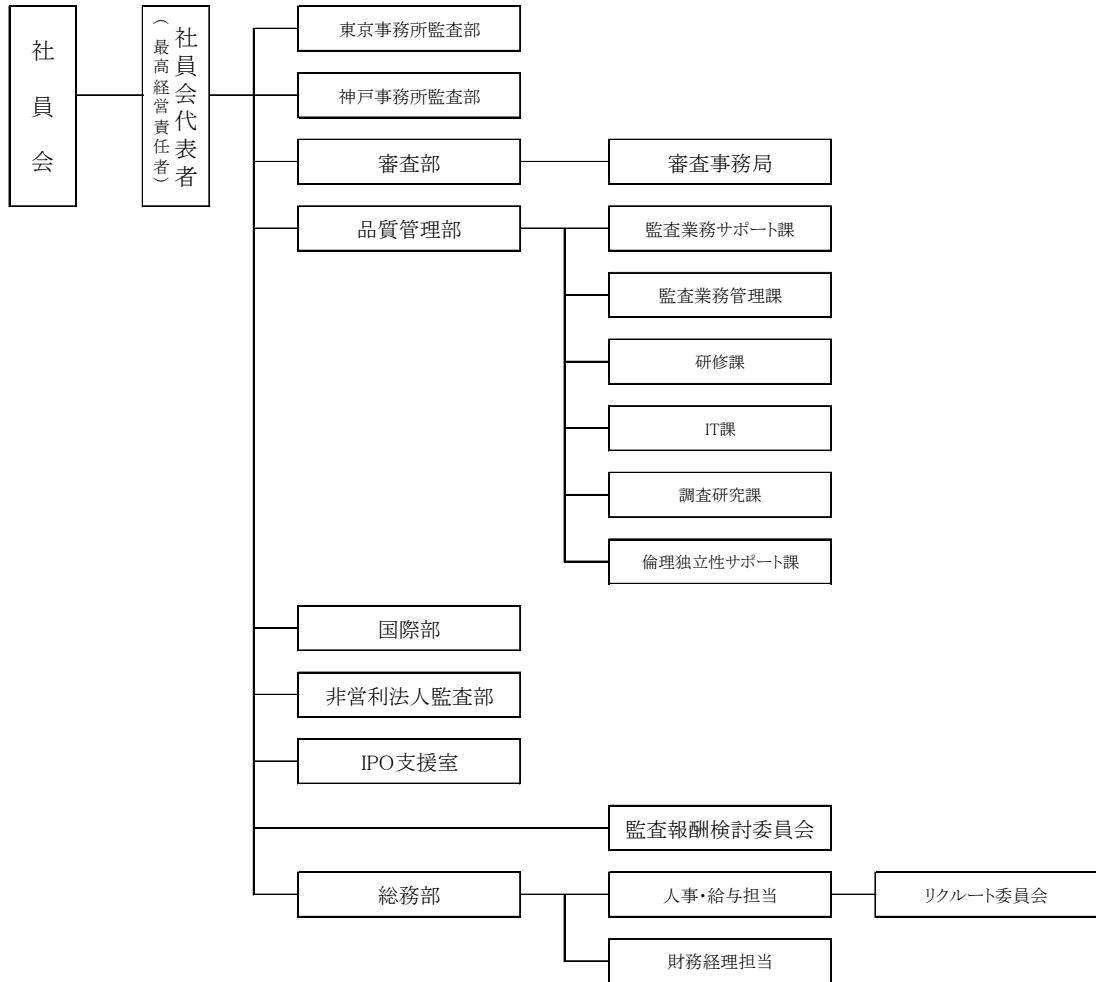 社員会
社員会代表者
(最高経営責任者)
東京事務所監査部
神戸事務所監査部
審査部
審査事務局
品質管理部
監査業務サポート課
監査業務管理課
研修課
IT課
調査研究課
倫理独立性サポート課
国際部
非営利法人監査部
IPO支援室
監査報酬検討委員会
総務部
人事・給与担当
リクルート委員会
財務経理担当